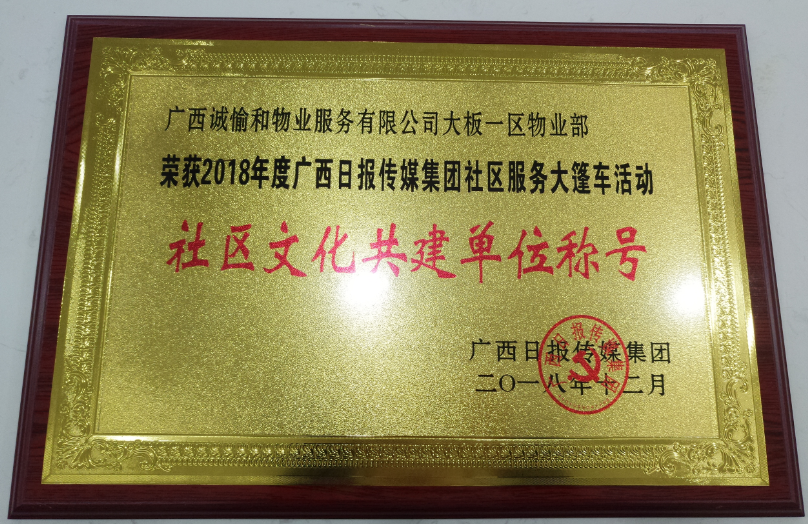 广西诚愉和物业服务有限公司大板一区物业部
荣获2018年度广西日报传媒集团社区服务大篷车活动
社区文化共建单位称号
广西日报传媒集团
二〇一八年十二月